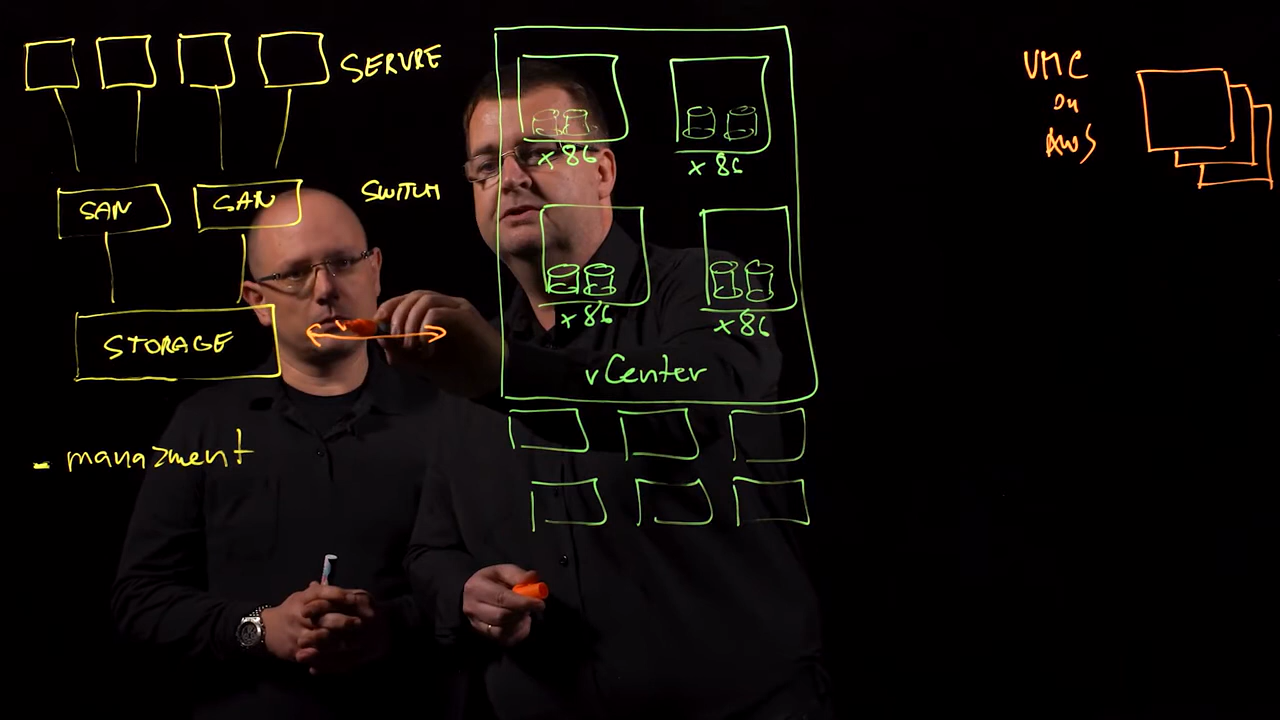 SERVRE
SAN
SAN
SWITCH
STORAGE
- managment
x86
x86
x86
x86
vCenter
VMC
on
AWS